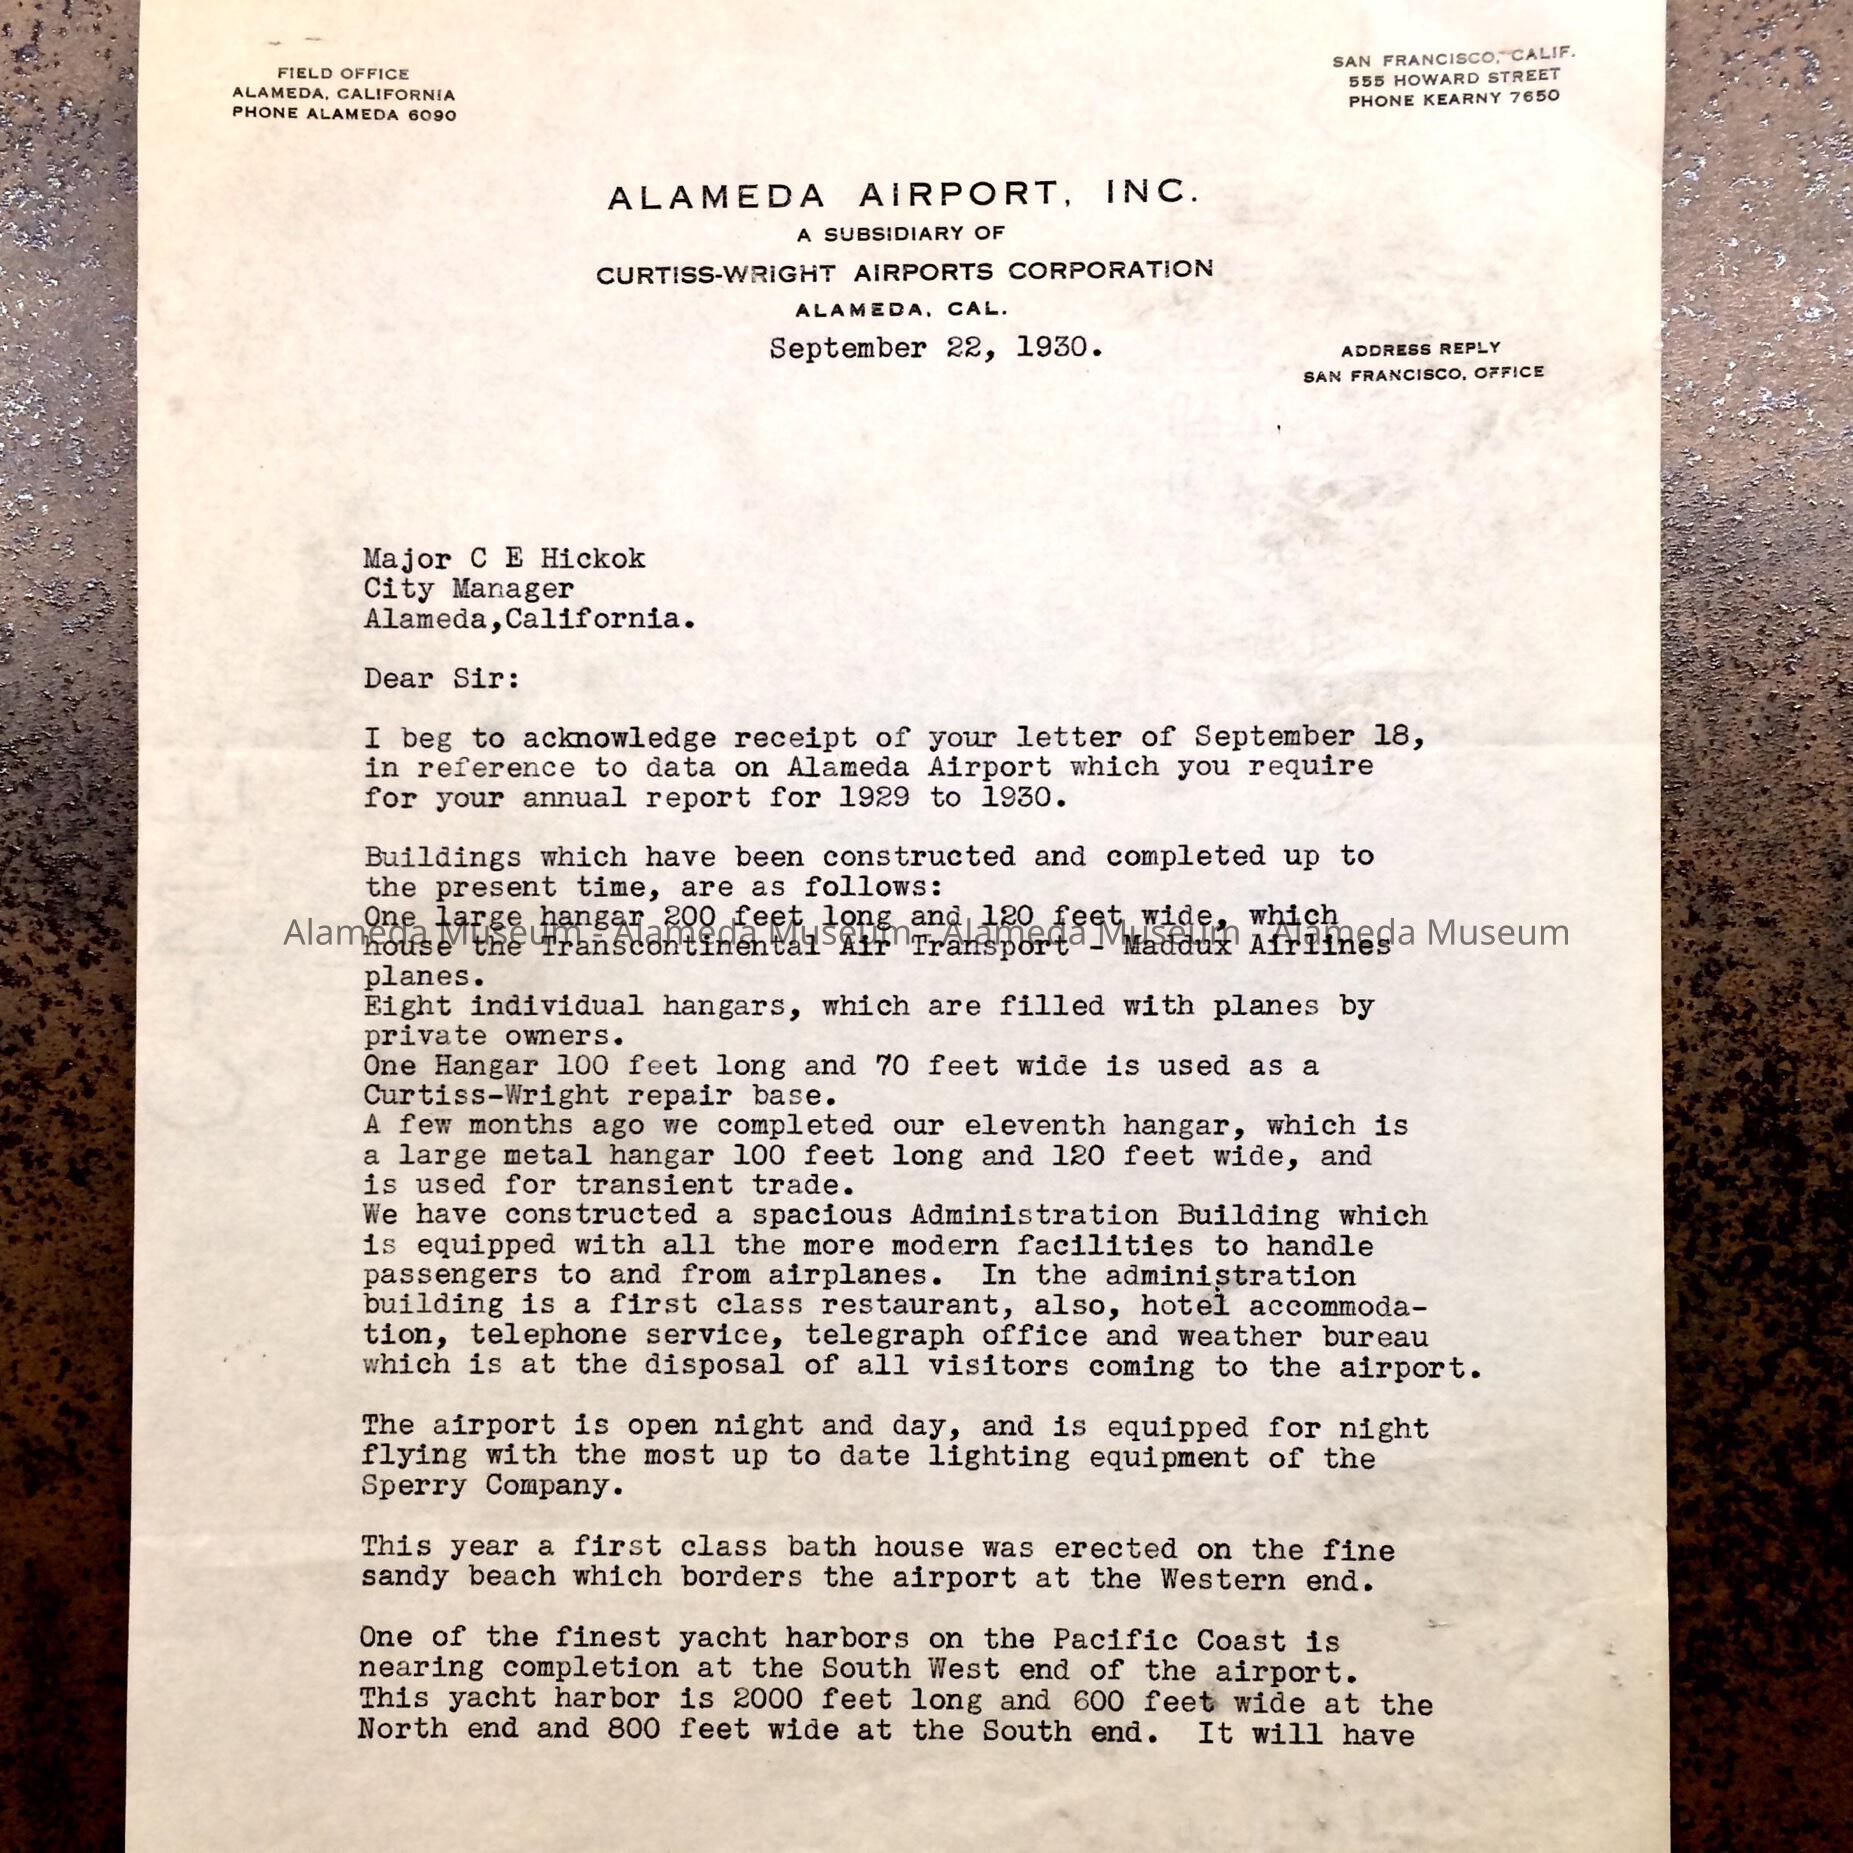 FIELD OFFICE
ALAMEDA, CALIFORNIA
PHONE ALAMEDA 6090
SAN FRANCISCO, CALIF.
555 HOWARD STREET
PHONE KEARNY 7650
ALAMEDA AIRPORT, INC.
A SUBSIDIARY OF
CURTISS-WRIGHT AIRPORTS CORPORATION
ALAMEDA, CAL.
September 22, 1930.
ADDRESS REPLY
SAN FRANCISCO, OFFICE
Major C E Hickok
City Manager
Alameda,California.
Dear Sir:
I beg to acknowledge receipt of your letter of September 18,
in reference to data on Alameda Airport which you require
for your annual report for 1929 to 1930.
Buildings which have been constructed and completed up to
the present time, are as follows:
One large hangar 200 feet long and 120 feet wide, which
Alameda Museum - Alameda Museum - Alameda Museum - Alameda Museum
house the Transcontinental Air Transport - Maddux Airlines
planes.
Eight individual hangars, which are filled with planes by
private owners.
One Hangar 100 feet long and 70 feet wide is used as a
Curtiss-Wright repair base.
A few months ago we completed our eleventh hangar, which is
a large metal hangar 100 feet long and 120 feet wide, and
is used for transient trade.
We have constructed a spacious Administration Building which
is equipped with all the more modern facilities to handle
passengers to and from airplanes.  In the administration
building is a first class restaurant, also, hotel accommoda-
tion, telephone service, telegraph office and weather bureau
which is at the disposal of all visitors coming to the airport.
The airport is open night and day, and is equipped for night
flying with the most up to date lighting equipment of the
Sperry Company.
This year a first class bath house was erected on the fine
sandy beach which borders the airport at the Western end.
One of the finest yacht harbors on the Pacific Coast is
nearing completion at the South West end of the airport.
This yacht harbor is 2000 feet long and 600 feet wide at the
North end and 800 feet wide at the South end.  It will have